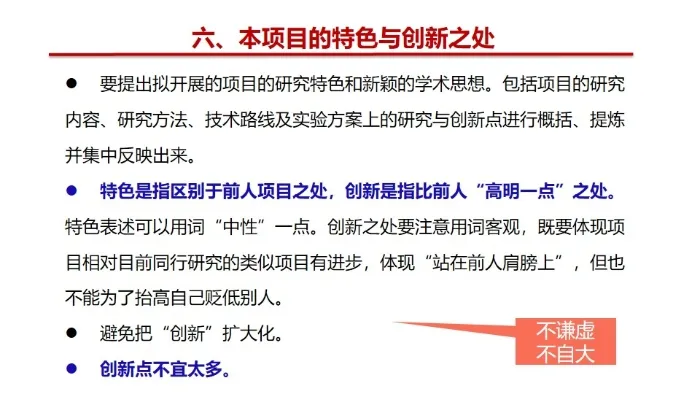 六、本项目的特色与创新之处
● 要提出拟开展的项目的研究特色和新颖的学术思想。包括项目的研究
内容、研究方法、技术路线及实验方案上的研究与创新点进行概括、提炼
并集中反映出来。
● 特色是指区别于前人项目之处，创新是指比前人“高明一点”之处。
特色表述可以用词“中性”一点。创新之处要注意用词客观，既要体现项
目相对目前同行研究的类似项目有进步，体现“站在前人肩膀上”，但也
不能为了抬高自己贬低别人。
● 避免把“创新”扩大化。
不谦虚
不自大
● 创新点不宜太多。